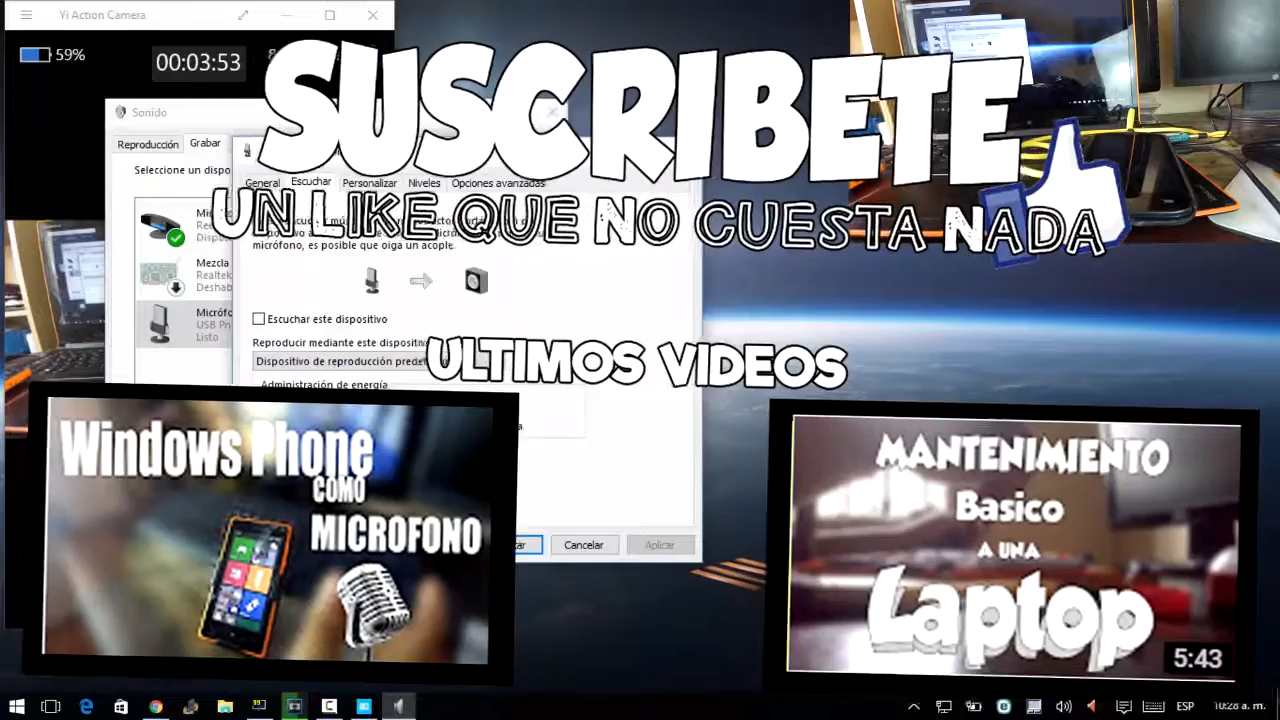 Yi Action Camera
59%
00:03:53
SUSCRIBETE
Sonido
Reproducción
Grabar
Seleccione un dispo
General
Escuchar
Personalizar
Niveles
Opciones avanzadas
UN LIKE QUE NO CUESTA NADA
micrófono, es posible que oiga un acople.
Mezcla
Realtek
Deshab
Micrófo
USB Pn
Listo
Escuchar este dispositivo
Reproducir mediante este dispositivo
Dispositivo de reproducción predet
ULTIMOS VIDEOS
Administración de energía
Windows Phone
COMO
MICROFONO
MANTENIMIENTO
Basico
A UNA
Laptop
5:43
Cancelar
Aplicar
ESP
10:28 a. m.